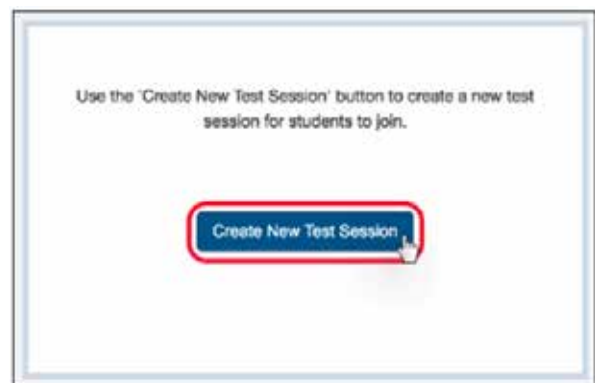 Use the 'Create New Test Session' button to create a new test
session for students to join.
Create New Test Session